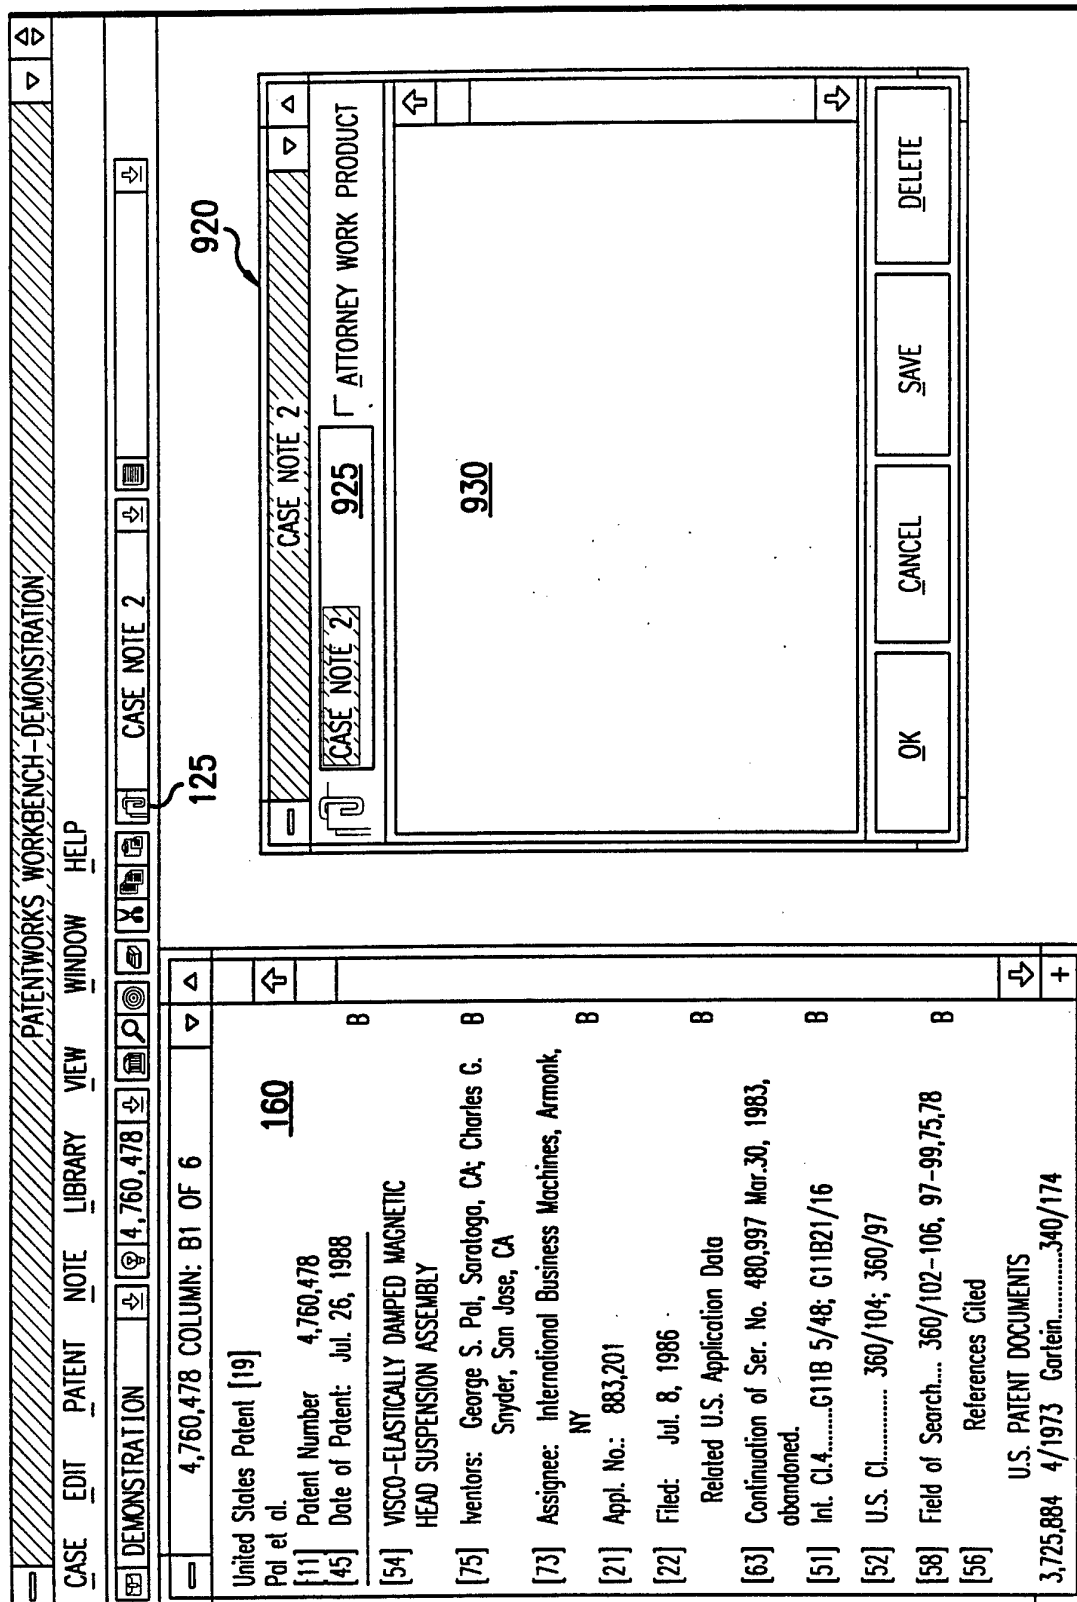 PATENTWORKS WORKBENCH-DEMONSTRATION
CASE EDIT PATENT NOTE LIBRARY VIEW WINDOW HELP
DEMONSTRATION 4,760,478 CASE NOTE 2
125
4,760,478 COLUMN: B1 OF 6
160
United States Patent [19]
Pal et al.
[11] Patent Number 4,760,478
[45] Date of Patent: Jul. 26, 1988 B
[54] VISCO-ELASTICALLY DAMPED MAGNETIC
HEAD SUSPENSION ASSEMBLY
[75] Iventors: George S. Pal, Saratoga, CA; Charles G. B
Snyder, San Jose, CA
[73] Assignee: International Business Machines, Armonk,
NY B
[21] Appl. No.: 883,201
[22] Filed: Jul. 8, 1986
Related U.S. Application Data B
[63] Continuation of Ser. No. 480,997 Mar.30, 1983,
abandoned.
[51] Int. Cl.4........G11B 5/48; G11B21/16 B
[52] U.S. Cl............. 360/104; 360/97
[58] Field of Search.... 360/102-106, 97-99,75,78 B
[56] References Cited
U.S. PATENT DOCUMENTS
3,725,884 4/1973 Garlein.............340/174
+
920
CASE NOTE 2
CASE NOTE 2 925 ATTORNEY WORK PRODUCT
930
OK CANCEL SAVE DELETE